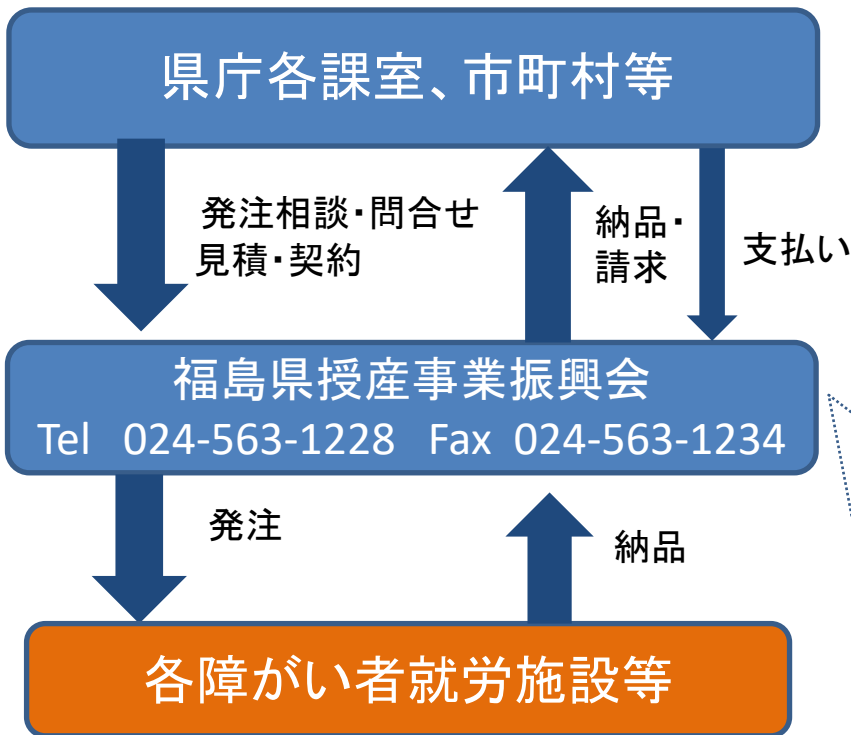 県庁各課室、市町村等
発注相談・問合せ
見積・契約
納品・
請求
支払い
福島県授産事業振興会
Tel 024-563-1228 Fax 024-563-1234
発注
納品
各障がい者就労施設等